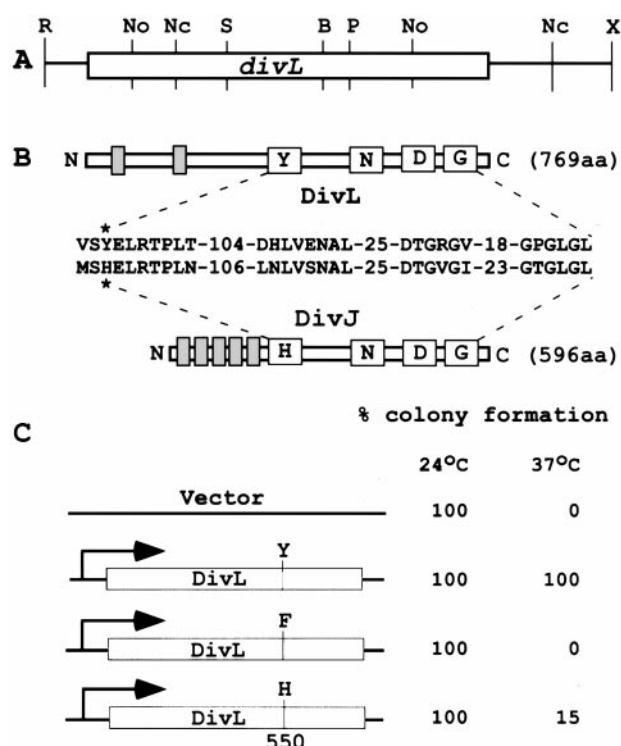 R No Nc S B P No Nc X
A divL
B N Y N D G C (769aa)
DivL
* 
VSYELRTPLT-104-DHLVENAL-25-DTGRGV-18-GPGLGL
MSHELRTPLN-106-LNLVSNAL-25-DTGVGI-23-GTGLGL
*
DivJ
N H N D G C (596aa)
% colony formation
C
24°C 37°C
Vector 100 0
Y
DivL 100 100
F
DivL 100 0
H
DivL 100 15
550